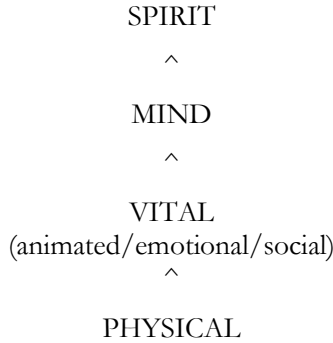 SPIRIT
^
MIND
^
VITAL
(animated/emotional/social)
^
PHYSICAL